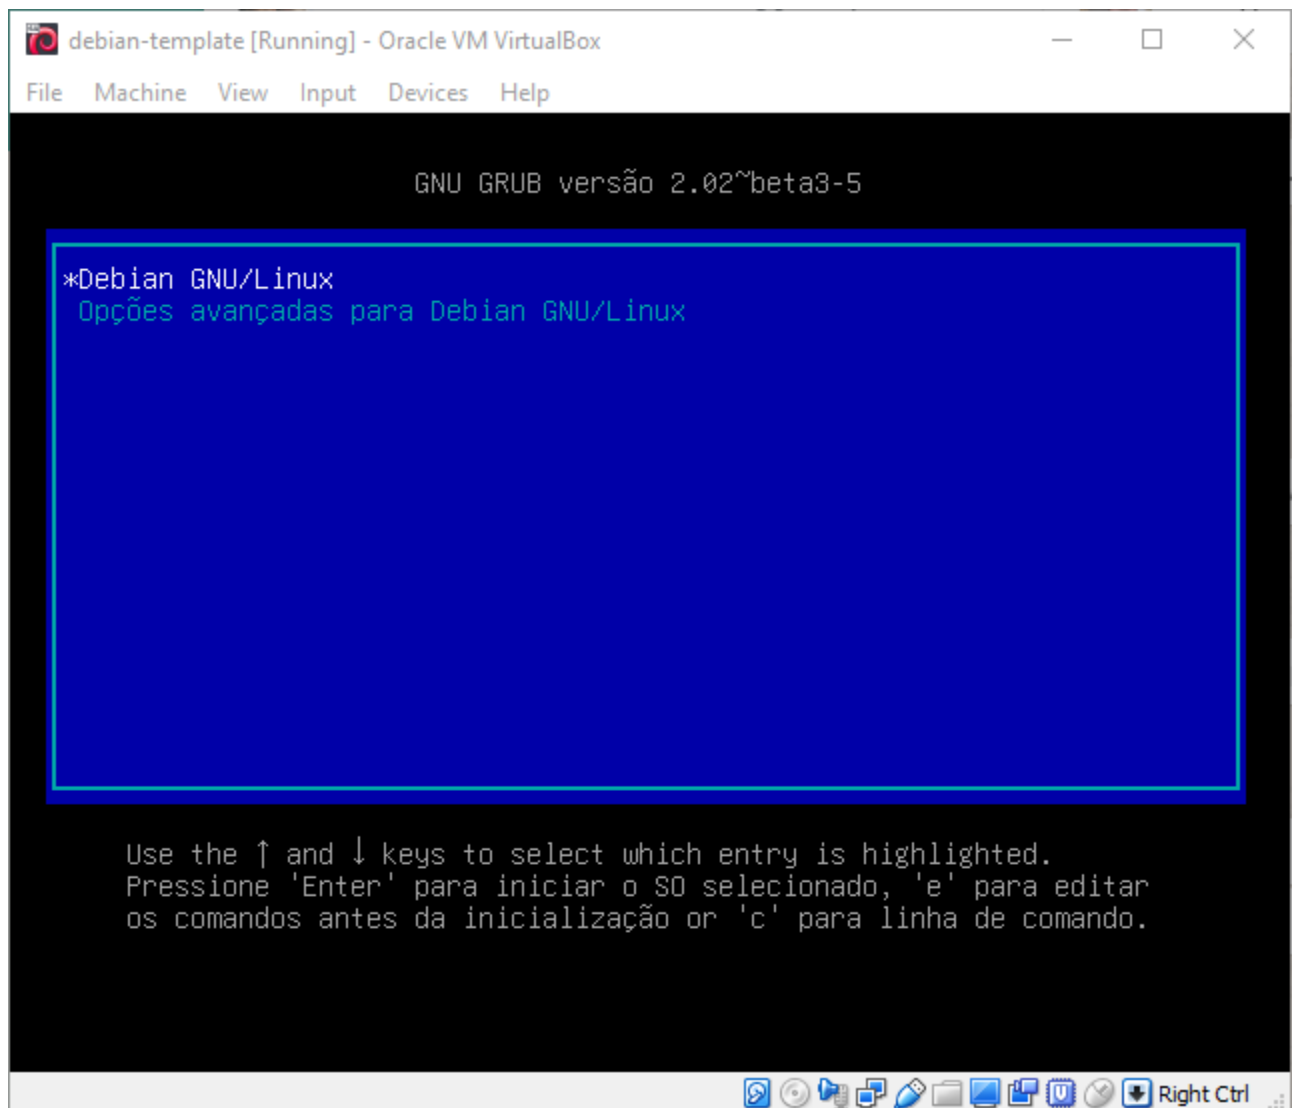 debian-template [Running] - Oracle VM VirtualBox
File Machine View Input Devices Help
GNU GRUB versão 2.02~beta3-5
*Debian GNU/Linux
Opções avançadas para Debian GNU/Linux
Use the ↑ and ↓ keys to select which entry is highlighted.
Pressione 'Enter' para iniciar o SO selecionado, 'e' para editar
os comandos antes da inicialização or 'c' para linha de comando.
Right Ctrl